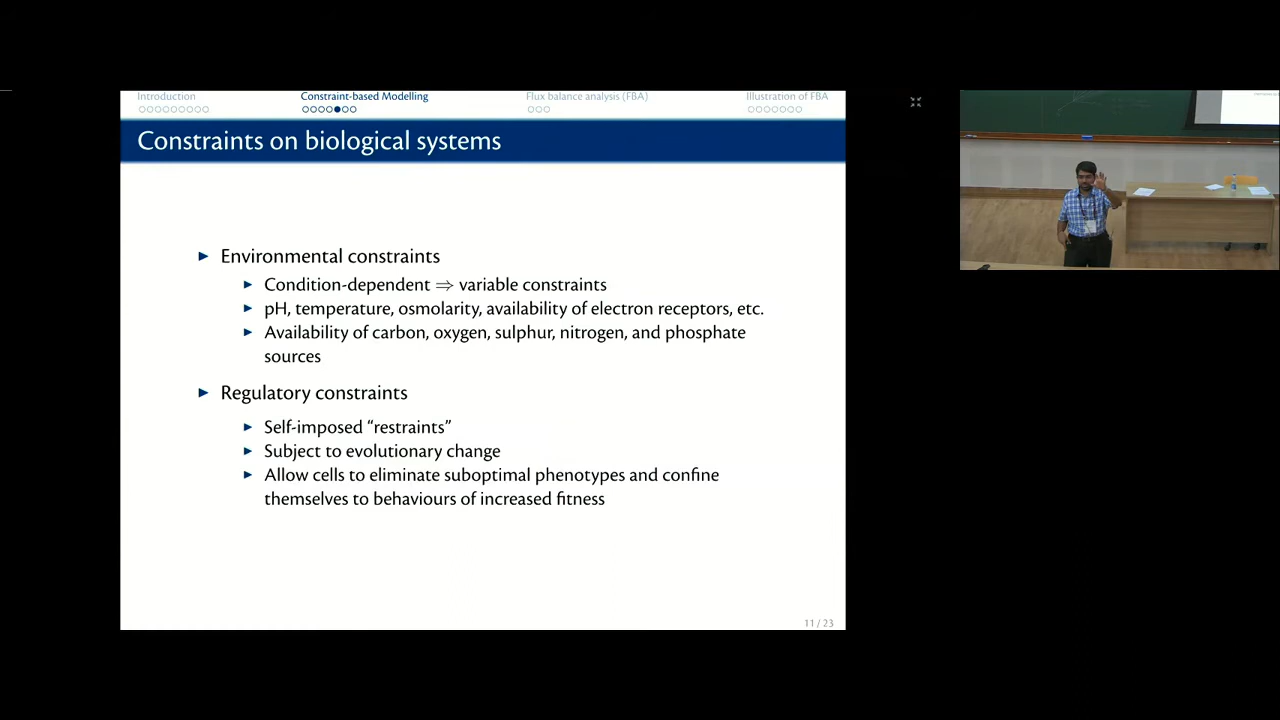 Introduction
Constraint-based Modelling
Flux balance analysis (FBA)
Illustration of FBA
Constraints on biological systems
Environmental constraints
Condition-dependent ⇒ variable constraints
pH, temperature, osmolarity, availability of electron receptors, etc.
Availability of carbon, oxygen, sulphur, nitrogen, and phosphate
sources
Regulatory constraints
Self-imposed “restraints”
Subject to evolutionary change
Allow cells to eliminate suboptimal phenotypes and confine
themselves to behaviours of increased fitness
11 / 23